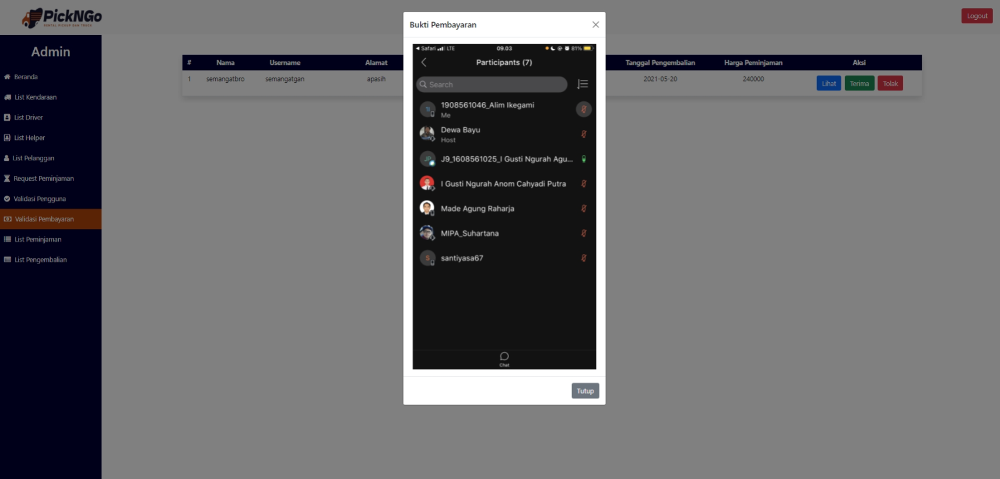 PickNGo
RENTAL PICKUP DAN TRUCK
Logout
Admin
Beranda
List Kendaraan
List Driver
List Helper
List Pelanggan
Request Peminjaman
Validasi Pengguna
Validasi Pembayaran
List Peminjaman
List Pengembalian
# Nama Username Alamat Tanggal Pengembalian Harga Peminjaman Aksi
1 semangatbro semangatgan apasih 2021-05-20 240000 Lihat Terima Tolak
Bukti Pembayaran
Safari LTE 09.03 81%
Participants (7)
Search
1908561046_Alim Ikegami
Me
Dewa Bayu
Host
J9_1608561025_I Gusti Ngurah Agu...
I Gusti Ngurah Anom Cahyadi Putra
Made Agung Raharja
MIPA_Suhartana
S santiyasa67
Chat
Tutup